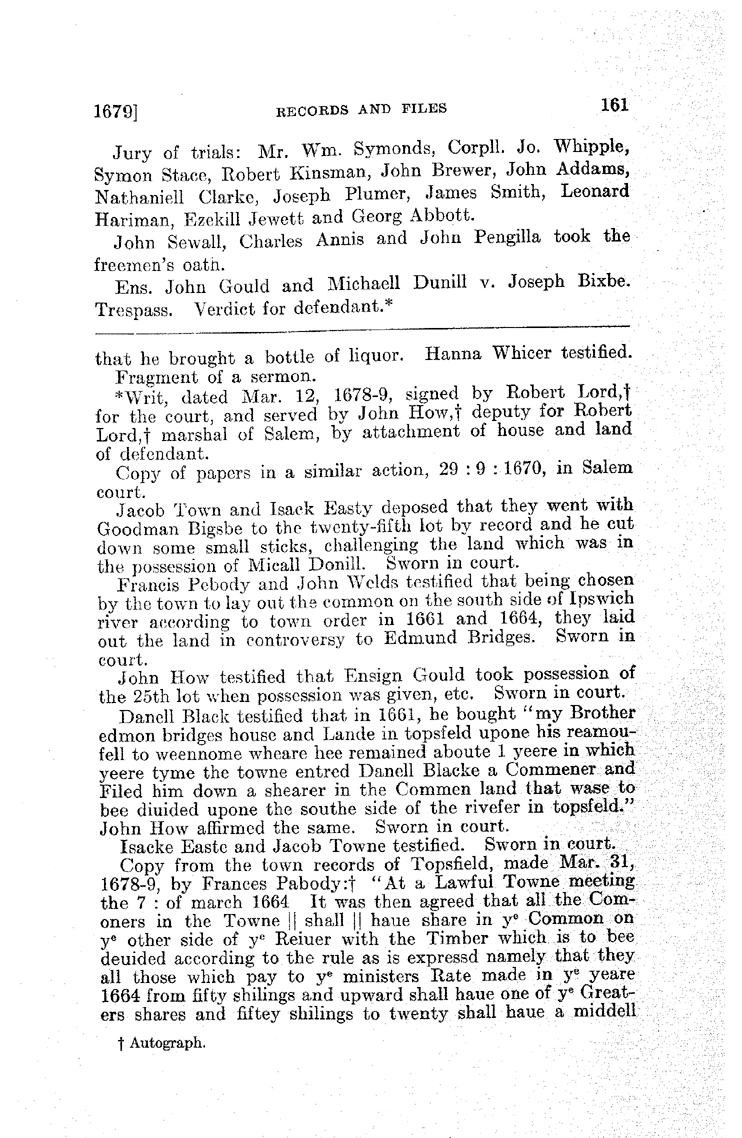 1679] RECORDS AND FILES 161
Jury of trials: Mr. Wm. Symonds, Corpll. Jo. Whipple,
Symon Stace, Robert Kinsman, John Brewer, John Addams,
Nathaniell Clarke, Joseph Plumer, James Smith, Leonard
Hariman, Ezekill Jewett and Georg Abbott.
John Sewall, Charles Annis and John Pengilla took the
freemen's oath.
Ens. John Gould and Michaell Dunill v. Joseph Bixbe.
Trespass. Verdict for defendant.*
that he brought a bottle of liquor. Hanna Whicer testified.
Fragment of a sermon.
*Writ, dated Mar. 12, 1678-9, signed by Robert Lord,†
for the court, and served by John How,† deputy for Robert
Lord,† marshal of Salem, by attachment of house and land
of defendant.
Copy of papers in a similar action, 29 : 9 : 1670, in Salem
court.
Jacob Town and Isack Easty deposed that they went with
Goodman Bigsbe to the twenty-fifth lot by record and he cut
down some small sticks, challenging the land which was in
the possession of Micall Donill. Sworn in court.
Francis Pebody and John Welds testified that being chosen
by the town to lay out the common on the south side of Ipswich
river according to town order in 1661 and 1664, they laid
out the land in controversy to Edmund Bridges. Sworn in
court.
John How testified that Ensign Gould took possession of
the 25th lot when possession was given, etc. Sworn in court.
Danell Black testified that in 1661, he bought "my Brother
edmon bridges house and Lande in topsfeld upone his reamou-
fell to weennome wheare hee remained aboute 1 yeere in which
yeere tyme the towne entred Danell Blacke a Commener and
Filed him down a shearer in the Commen land that wase to
bee diuided upone the southe side of the rivefer in topsfeld."
John How affirmed the same. Sworn in court.
Isacke Easte and Jacob Towne testified. Sworn in court.
Copy from the town records of Topsfield, made Mar. 31,
1678-9, by Frances Pabody:† "At a Lawful Towne meeting
the 7 : of march 1664 It was then agreed that all the Com-
oners in the Towne || shall || haue share in yᵉ Common on
yᵉ other side of yᵉ Reiuer with the Timber which is to bee
deuided according to the rule as is expressd namely that they
all those which pay to yᵉ ministers Rate made in yᵉ yeare
1664 from fifty shilings and upward shall haue one of yᵉ Great-
ers shares and fiftey shilings to twenty shall haue a middell
† Autograph.